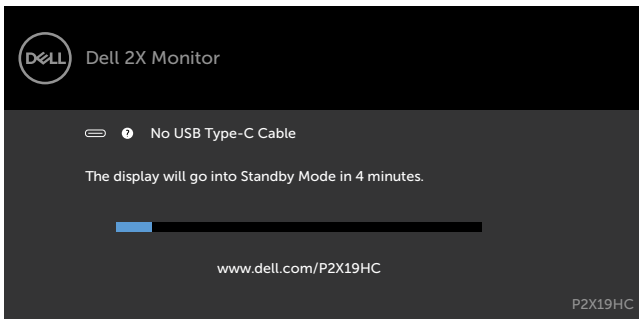 DELL
Dell 2X Monitor
? No USB Type-C Cable
The display will go into Standby Mode in 4 minutes.
www.dell.com/P2X19HC
P2X19HC